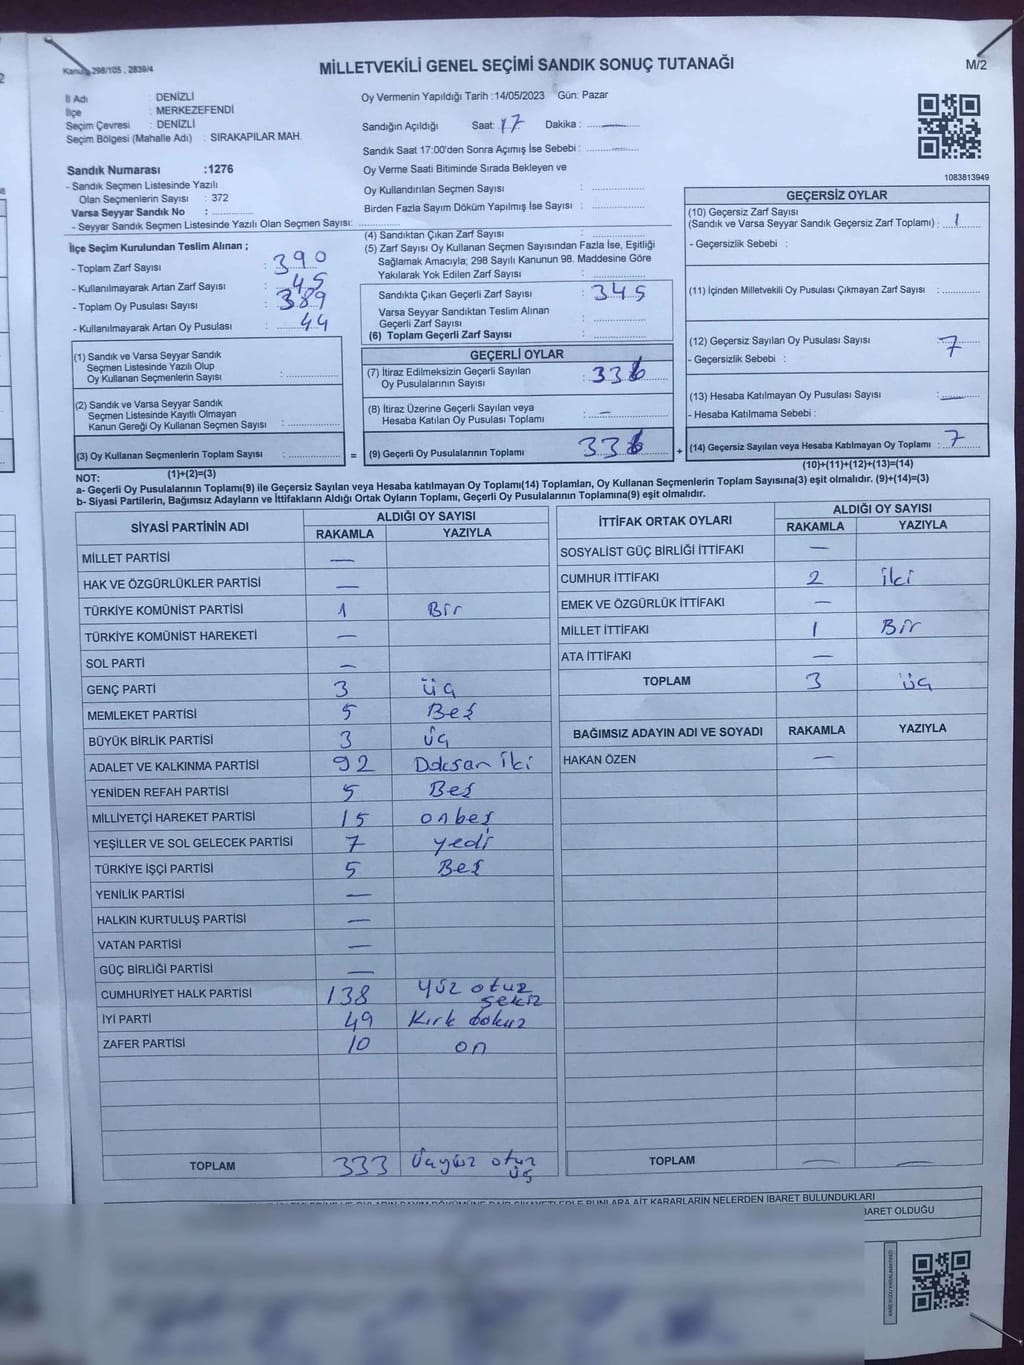 Kanun 298/105 , 2839/4
MİLLETVEKİLİ GENEL SEÇİMİ SANDIK SONUÇ TUTANAĞI
M/2
İl Adı : DENİZLİ
İlçe : MERKEZEFENDİ
Seçim Çevresi : DENİZLİ
Seçim Bölgesi (Mahalle Adı) : SIRAKAPILAR MAH.
Sandık Numarası :1276
- Sandık Seçmen Listesinde Yazılı
Olan Seçmenlerin Sayısı : 372
Varsa Seyyar Sandık No :
- Seyyar Sandık Seçmen Listesinde Yazılı Olan Seçmen Sayısı:
Oy Vermenin Yapıldığı Tarih :14/05/2023 Gün: Pazar
Sandığın Açıldığı Saat: 17 Dakika :
Sandık Saat 17:00'den Sonra Açımış İse Sebebi :
Oy Verme Saati Bitiminde Sırada Bekleyen ve
Oy Kullandırılan Seçmen Sayısı :
Birden Fazla Sayım Döküm Yapılmış İse Sayısı :
1083813949
İlçe Seçim Kurulundan Teslim Alınan ;
- Toplam Zarf Sayısı : 390
- Kullanılmayarak Artan Zarf Sayısı : 45
- Toplam Oy Pusulası Sayısı : 389
- Kullanılmayarak Artan Oy Pusulası : 44
(1) Sandık ve Varsa Seyyar Sandık
Seçmen Listesinde Yazılı Olup
Oy Kullanan Seçmenlerin Sayısı :
(2) Sandık ve Varsa Seyyar Sandık
Seçmen Listesinde Kayıtlı Olmayan
Kanun Gereği Oy Kullanan Seçmen Sayısı :
(3) Oy Kullanan Seçmenlerin Toplam Sayısı :
(1)+(2)=(3)
(4) Sandıktan Çıkan Zarf Sayısı :
(5) Zarf Sayısı Oy Kullanan Seçmen Sayısından Fazla İse, Eşitliği
Sağlamak Amacıyla; 298 Sayılı Kanunun 98. Maddesine Göre
Yakılarak Yok Edilen Zarf Sayısı :
Sandıkta Çıkan Geçerli Zarf Sayısı : 345
Varsa Seyyar Sandıktan Teslim Alınan
Geçerli Zarf Sayısı :
(6) Toplam Geçerli Zarf Sayısı :
GEÇERLİ OYLAR
(7) İtiraz Edilmeksizin Geçerli Sayılan
Oy Pusulalarının Sayısı : 336
(8) İtiraz Üzerine Geçerli Sayılan veya
Hesaba Katılan Oy Pusulası Toplamı : —
= (9) Geçerli Oy Pusulalarının Toplamı : 336 +
GEÇERSİZ OYLAR
(10) Geçersiz Zarf Sayısı
(Sandık ve Varsa Seyyar Sandık Geçersiz Zarf Toplamı) : 1
- Geçersizlik Sebebi :
(11) İçinden Milletvekili Oy Pusulası Çıkmayan Zarf Sayısı :
(12) Geçersiz Sayılan Oy Pusulası Sayısı : 7
- Geçersizlik Sebebi :
(13) Hesaba Katılmayan Oy Pusulası Sayısı : —
- Hesaba Katılmama Sebebi :
(14) Geçersiz Sayılan veya Hesaba Katılmayan Oy Toplamı : 7
(10)+(11)+(12)+(13)=(14)
NOT:
a- Geçerli Oy Pusulalarının Toplamı(9) ile Geçersiz Sayılan veya Hesaba katılmayan Oy Toplamı(14) Toplamları, Oy Kullanan Seçmenlerin Toplam Sayısına(3) eşit olmalıdır. (9)+(14)=(3)
b- Siyasi Partilerin, Bağımsız Adayların ve İttifakların Aldığı Ortak Oyların Toplamı, Geçerli Oy Pusulalarının Toplamına(9) eşit olmalıdır.
SİYASİ PARTİNİN ADI ALDIĞI OY SAYISI
RAKAMLA YAZIYLA
MİLLET PARTİSİ —
HAK VE ÖZGÜRLÜKLER PARTİSİ —
TÜRKİYE KOMÜNİST PARTİSİ 1 Bir
TÜRKİYE KOMÜNİST HAREKETİ —
SOL PARTİ —
GENÇ PARTİ 3 üç
MEMLEKET PARTİSİ 5 Beş
BÜYÜK BİRLİK PARTİSİ 3 üç
ADALET VE KALKINMA PARTİSİ 92 Doksan İki
YENİDEN REFAH PARTİSİ 5 Beş
MİLLİYETÇİ HAREKET PARTİSİ 15 onbeş
YEŞİLLER VE SOL GELECEK PARTİSİ 7 yedi
TÜRKİYE İŞÇİ PARTİSİ 5 Beş
YENİLİK PARTİSİ —
HALKIN KURTULUŞ PARTİSİ —
VATAN PARTİSİ —
GÜÇ BİRLİĞİ PARTİSİ —
CUMHURİYET HALK PARTİSİ 138 Yüz otuz
sekiz
İYİ PARTİ 49 Kırk dokuz
ZAFER PARTİSİ 10 on
TOPLAM 333 Üçyüz otuz
üç
İTTİFAK ORTAK OYLARI ALDIĞI OY SAYISI
RAKAMLA YAZIYLA
SOSYALİST GÜÇ BİRLİĞİ İTTİFAKI —
CUMHUR İTTİFAKI 2 iki
EMEK VE ÖZGÜRLÜK İTTİFAKI —
MİLLET İTTİFAKI 1 Bir
ATA İTTİFAKI —
TOPLAM 3 üç
BAĞIMSIZ ADAYIN ADI VE SOYADI RAKAMLA YAZIYLA
HAKAN ÖZEN —
TOPLAM — —
KARARLARIN NELERDEN İBARET BULUNDUKLARI
İBARET OLDUĞU